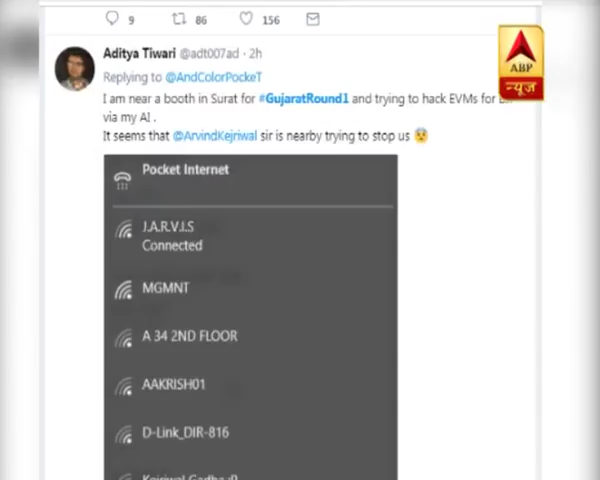 9 86 156
Aditya Tiwari @adt007ad · 2h
ABP
न्यूज़
Replying to @AndColorPockeT
I am near a booth in Surat for #GujaratRound1 and trying to hack EVMs for
via my AI .
It seems that @ArvindKejriwal sir is nearby trying to stop us
Pocket Internet
J.A.R.V.I.S
Connected
MGMNT
A 34 2ND FLOOR
AAKRISH01
D-Link_DIR-816